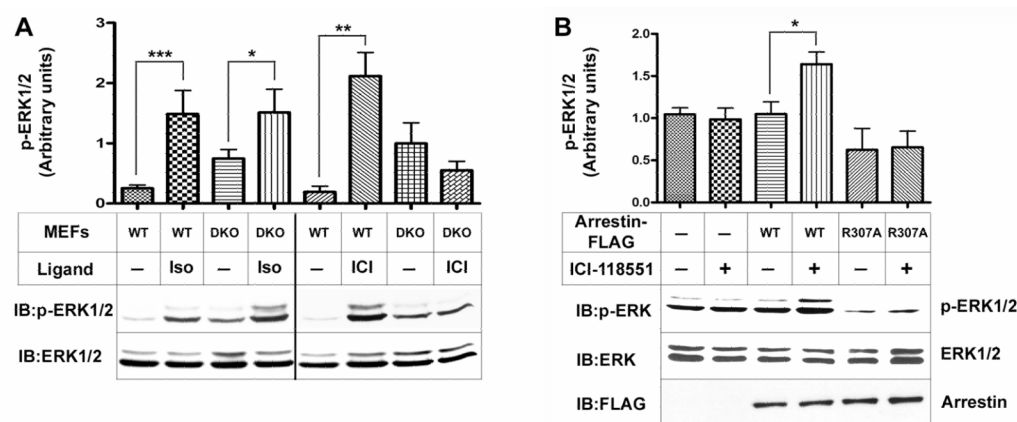 A
p-ERK1/2
(Arbitrary units)
3
2
1
0
***
*
**
MEFs WT WT DKO DKO WT WT DKO DKO
Ligand – Iso – Iso – ICI – ICI
IB:p-ERK1/2
IB:ERK1/2
B
p-ERK1/2
(Arbitrary units)
2.0
1.5
1.0
0.5
0.0
*
Arrestin-
FLAG – – WT WT R307A R307A
ICI-118551 – + – + – +
IB:p-ERK p-ERK1/2
IB:ERK ERK1/2
IB:FLAG Arrestin